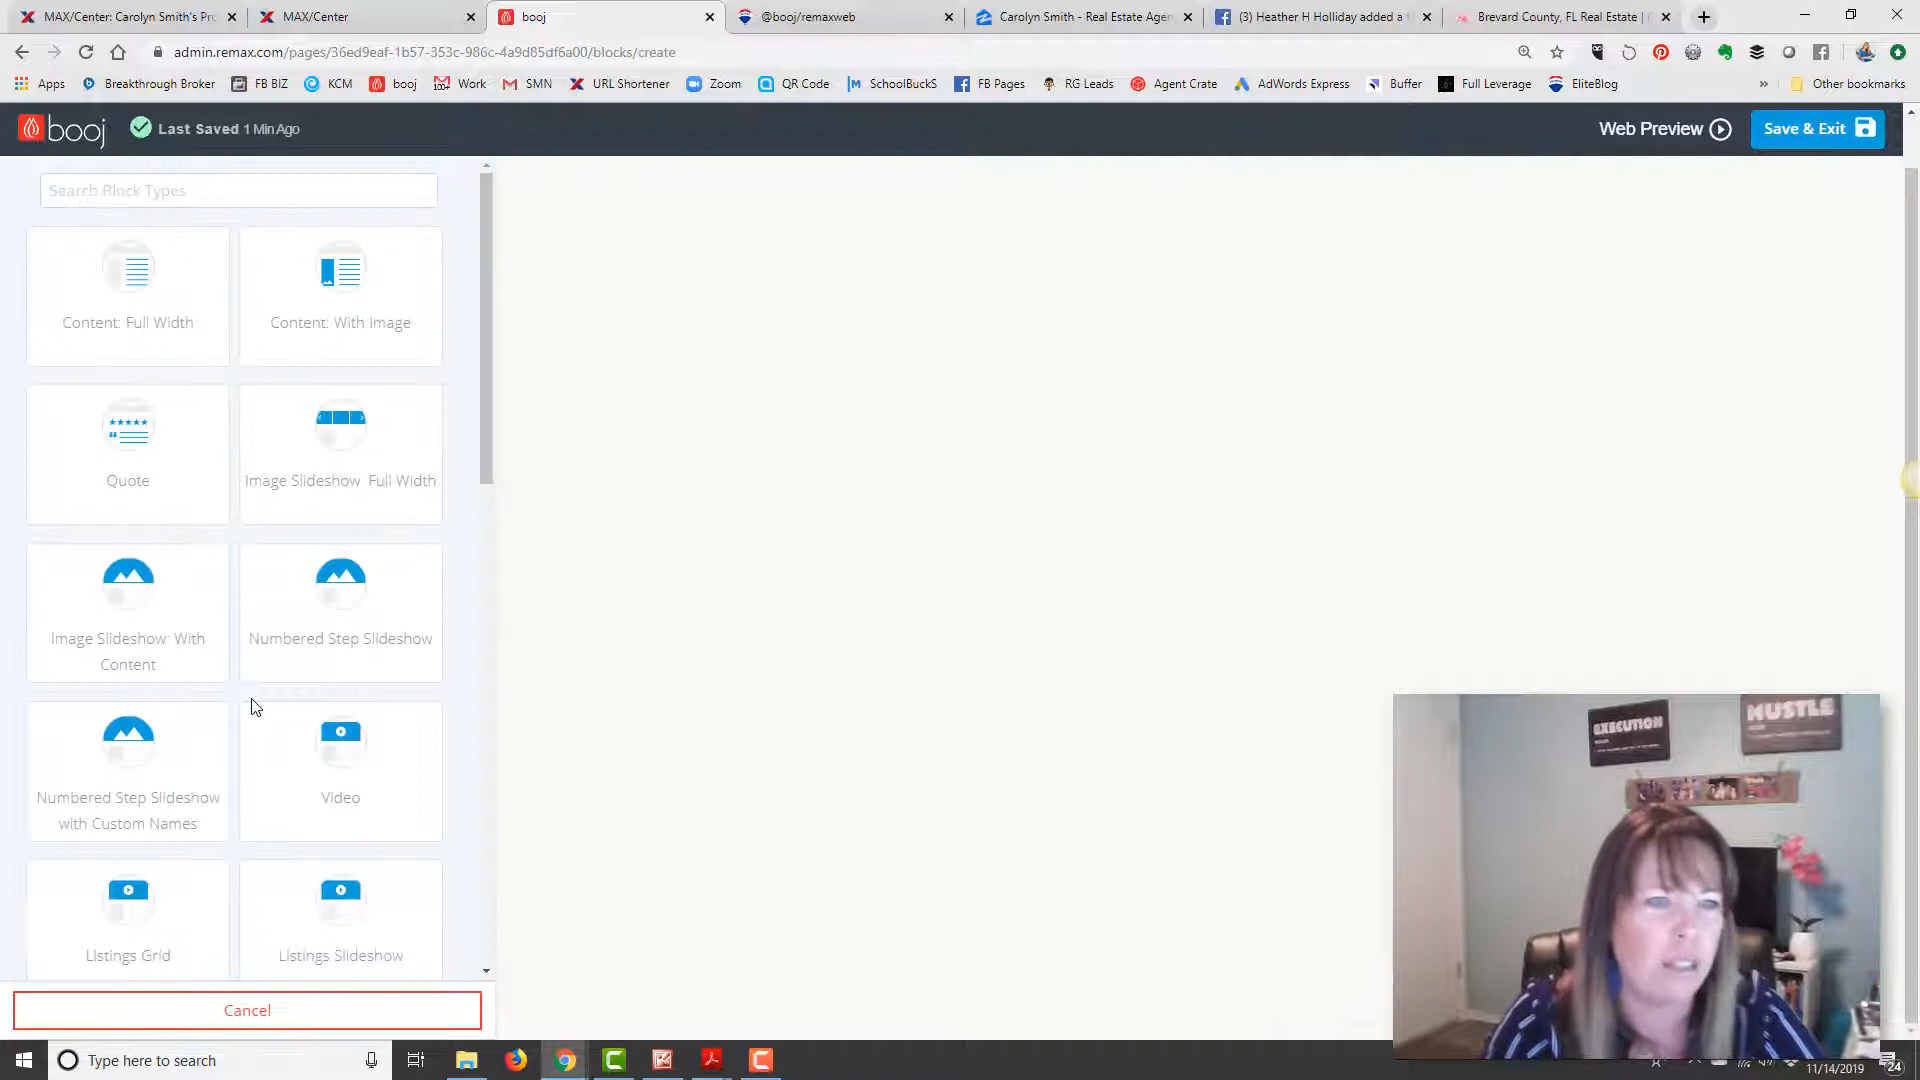 MAX/Center: Carolyn Smith's Pro
MAX/Center
booj
@booj/remaxweb
Carolyn Smith - Real Estate Agen
(3) Heather H Holliday added a
Brevard County, FL Real Estate |
admin.remax.com/pages/36ed9eaf-1b57-353c-986c-4a9d85df6a00/blocks/create
Apps
Breakthrough Broker
FB BIZ
KCM
booj
Work
SMN
URL Shortener
Zoom
QR Code
SchoolBuckS
FB Pages
RG Leads
Agent Crate
AdWords Express
Buffer
Full Leverage
EliteBlog
»
Other bookmarks
booj
Last Saved 1 Min Ago
Web Preview
Save & Exit
Search Block Types
Content: Full Width
Content: With Image
Quote
Image Slideshow Full Width
Image Slideshow: With
Content
Numbered Step Slideshow
Numbered Step Slideshow
with Custom Names
Video
Listings Grid
Listings Slideshow
Cancel
EXECUTION
HUSTLE
Type here to search
11/14/2019
24